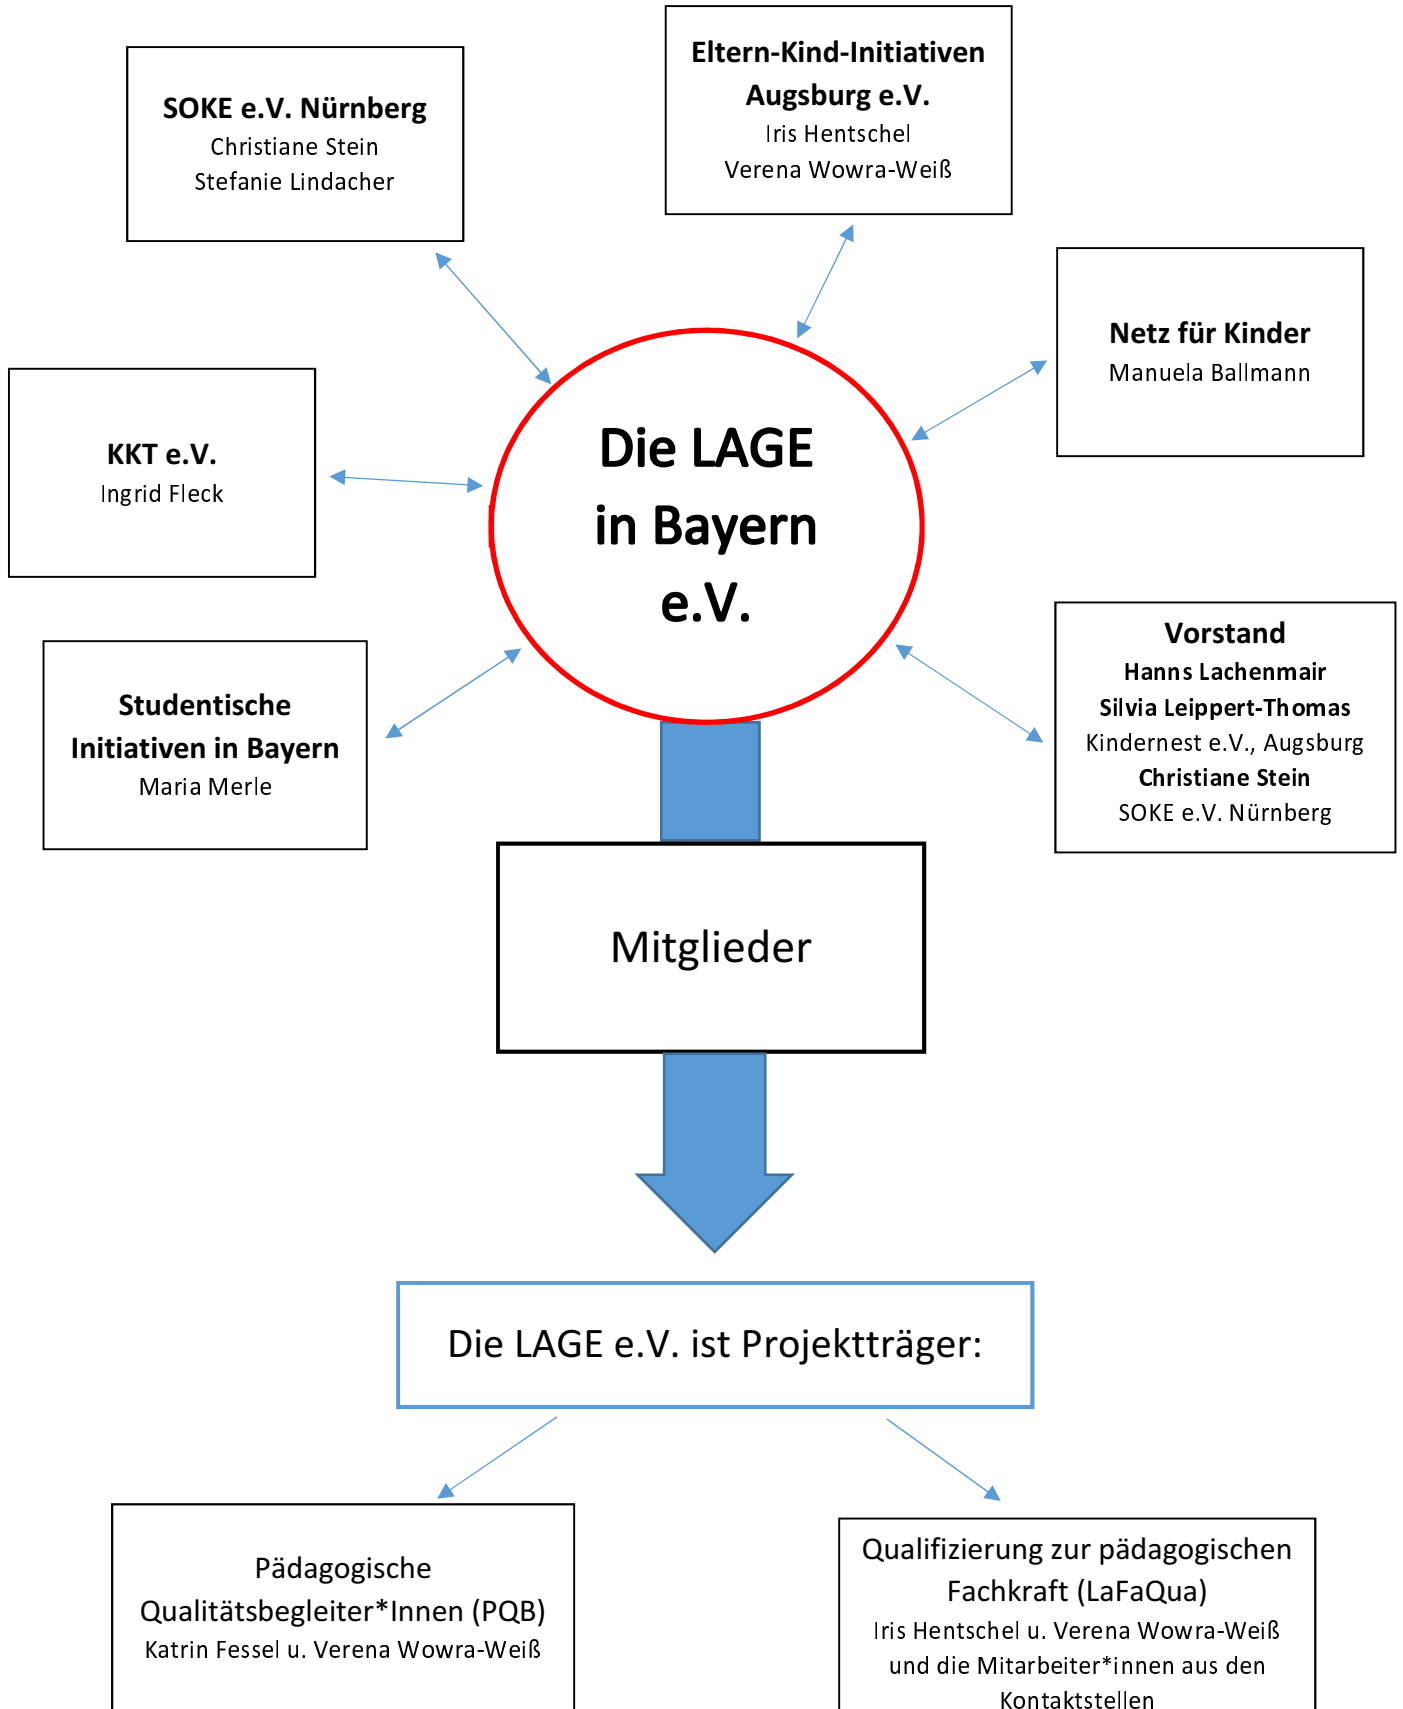 Eltern-Kind-Initiativen
Augsburg e.V.
Iris Hentschel
Verena Wowra-Weiß
SOKE e.V. Nürnberg
Christiane Stein
Stefanie Lindacher
Netz für Kinder
Manuela Ballmann
KKT e.V.
Ingrid Fleck
Die LAGE
in Bayern
e.V.
Studentische
Initiativen in Bayern
Maria Merle
Vorstand
Hanns Lachenmair
Silvia Leippert-Thomas
Kindernest e.V., Augsburg
Christiane Stein
SOKE e.V. Nürnberg
Mitglieder
Die LAGE e.V. ist Projektträger:
Pädagogische
Qualitätsbegleiter*Innen (PQB)
Katrin Fessel u. Verena Wowra-Weiß
Qualifizierung zur pädagogischen
Fachkraft (LaFaQua)
Iris Hentschel u. Verena Wowra-Weiß
und die Mitarbeiter*innen aus den
Kontaktstellen